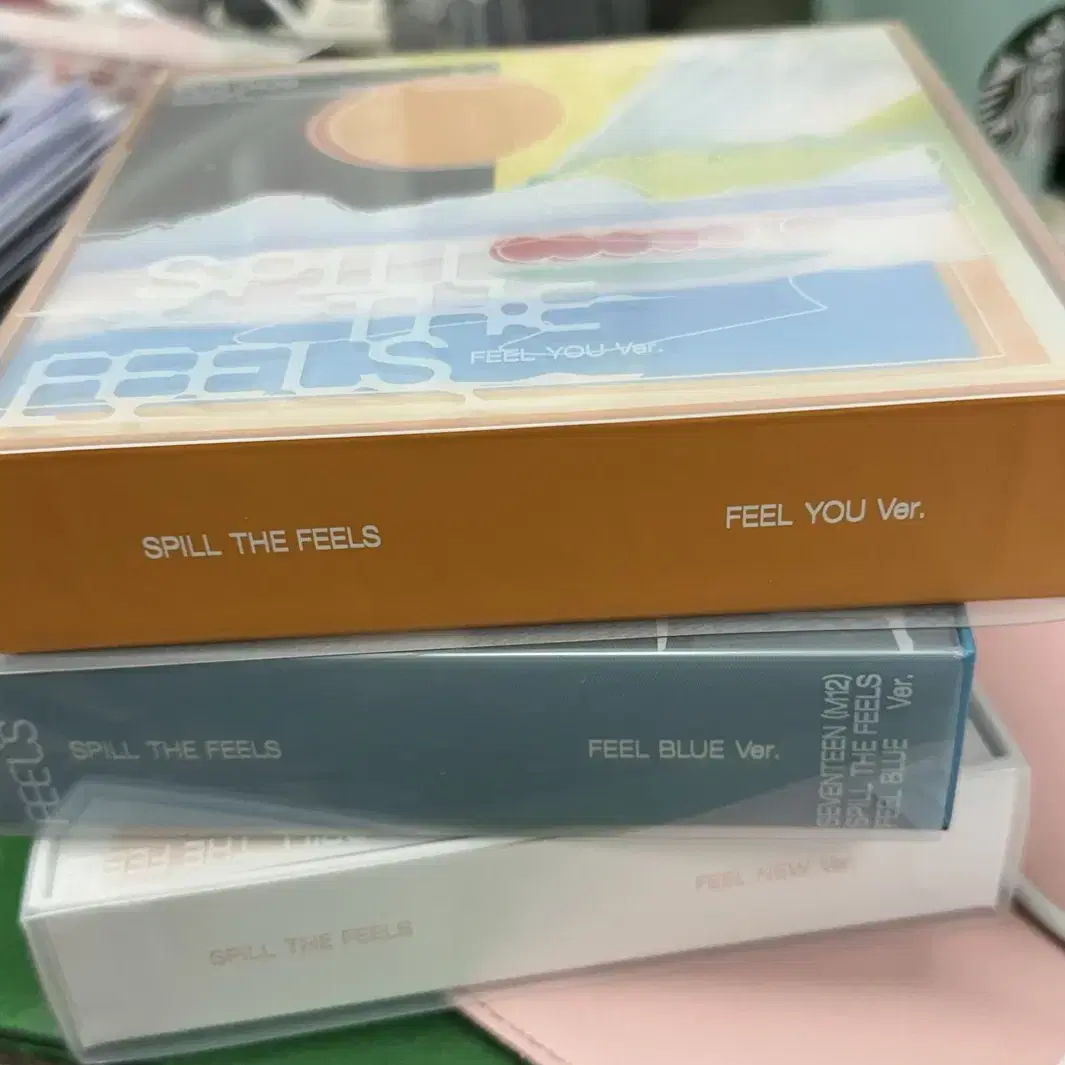 SPILL
THE
FEELS
FEEL YOU Ver.
SPILL THE FEELS
FEEL YOU Ver.
FEELS
SPILL THE FEELS
FEEL BLUE Ver.
SEVENTEEN (M12)
SPILL THE FEELS
FEEL BLUE Ver.
SPILL THE FEELS
FEEL NEW Ver.